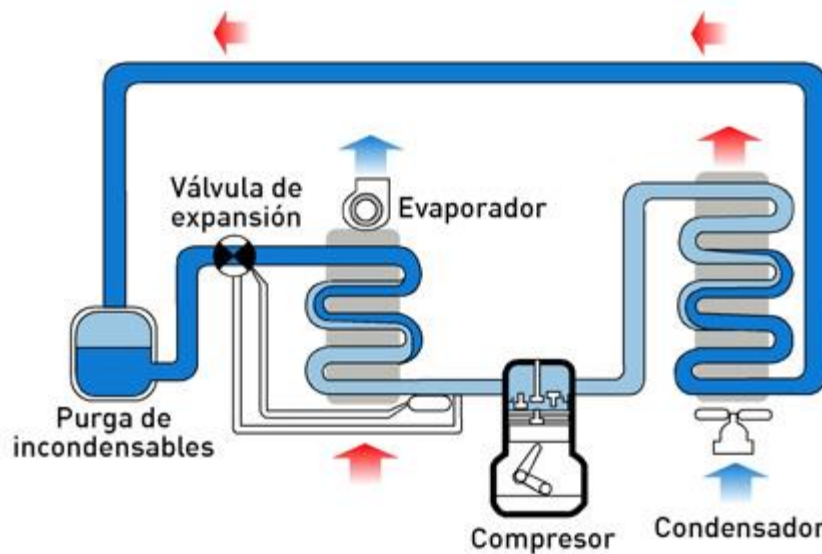 Válvula de
expansión
Evaporador
Purga de
incondensables
Compresor
Condensador